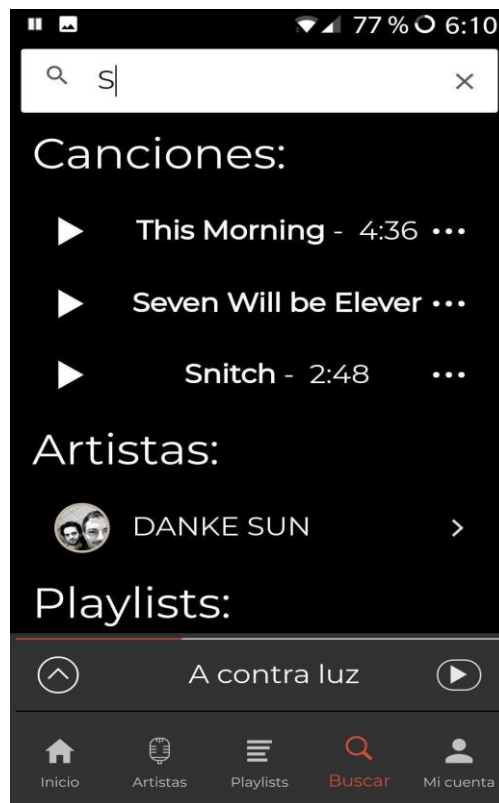 77 % 6:10
S
Canciones:
This Morning - 4:36
Seven Will be Elever
Snitch - 2:48
Artistas:
DANKE SUN
Playlists:
A contra luz
Inicio Artistas Playlists Buscar Mi cuenta